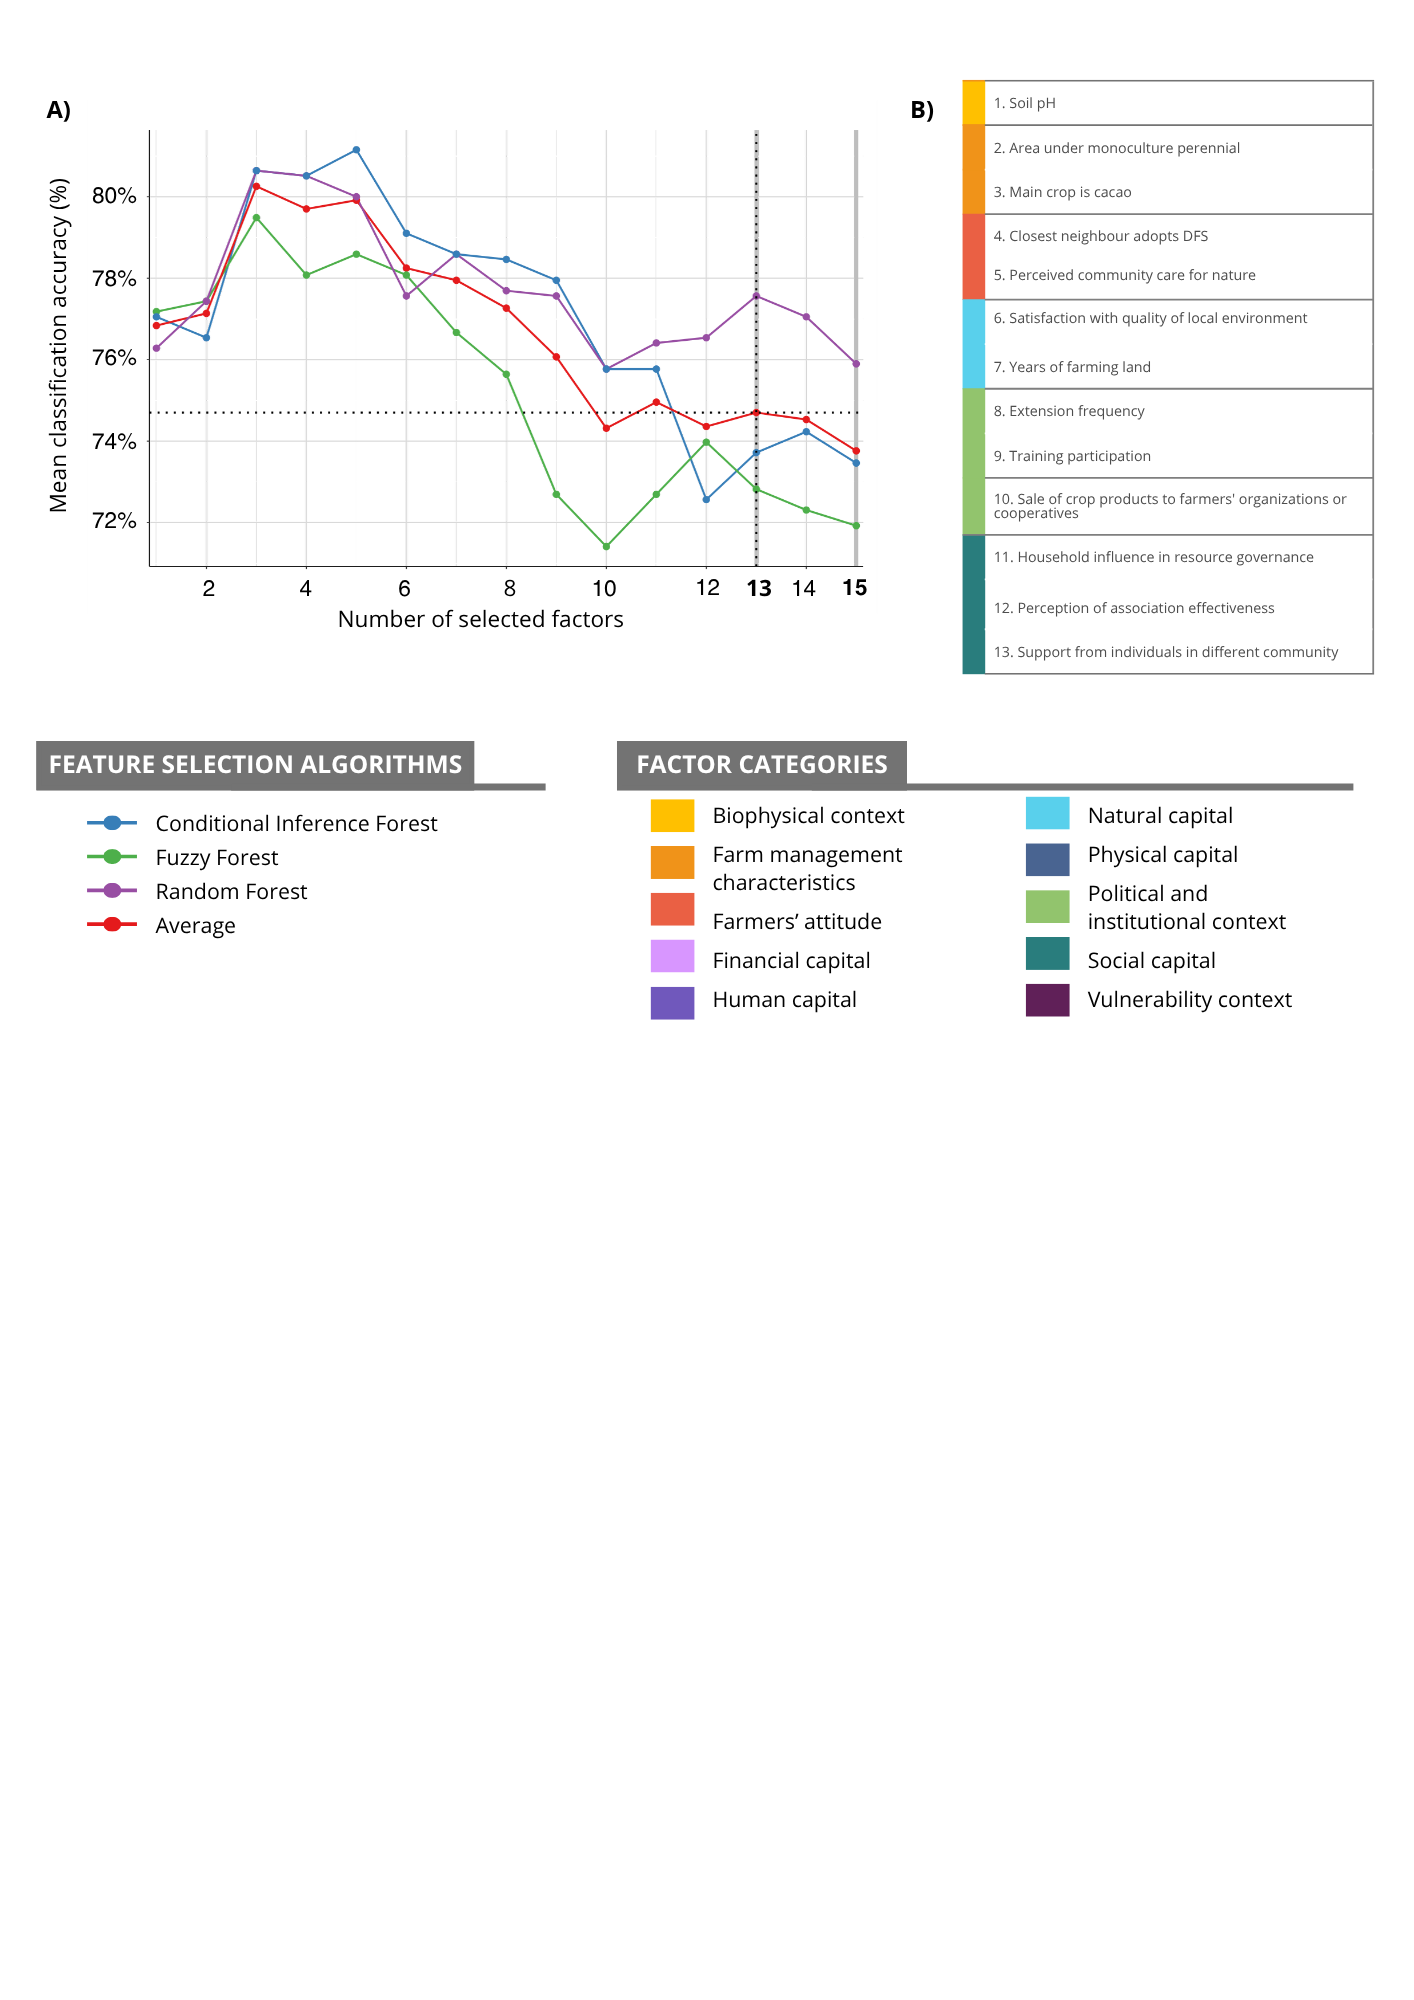 A)
Mean classification accuracy (%)
80%
78%
76%
74%
72%
2 4 6 8 10 12 13 14 15
Number of selected factors
B)
1. Soil pH
2. Area under monoculture perennial
3. Main crop is cacao
4. Closest neighbour adopts DFS
5. Perceived community care for nature
6. Satisfaction with quality of local environment
7. Years of farming land
8. Extension frequency
9. Training participation
10. Sale of crop products to farmers' organizations or
cooperatives
11. Household influence in resource governance
12. Perception of association effectiveness
13. Support from individuals in different community
FEATURE SELECTION ALGORITHMS
Conditional Inference Forest
Fuzzy Forest
Random Forest
Average
FACTOR CATEGORIES
Biophysical context
Farm management
characteristics
Farmers’ attitude
Financial capital
Human capital
Natural capital
Physical capital
Political and
institutional context
Social capital
Vulnerability context